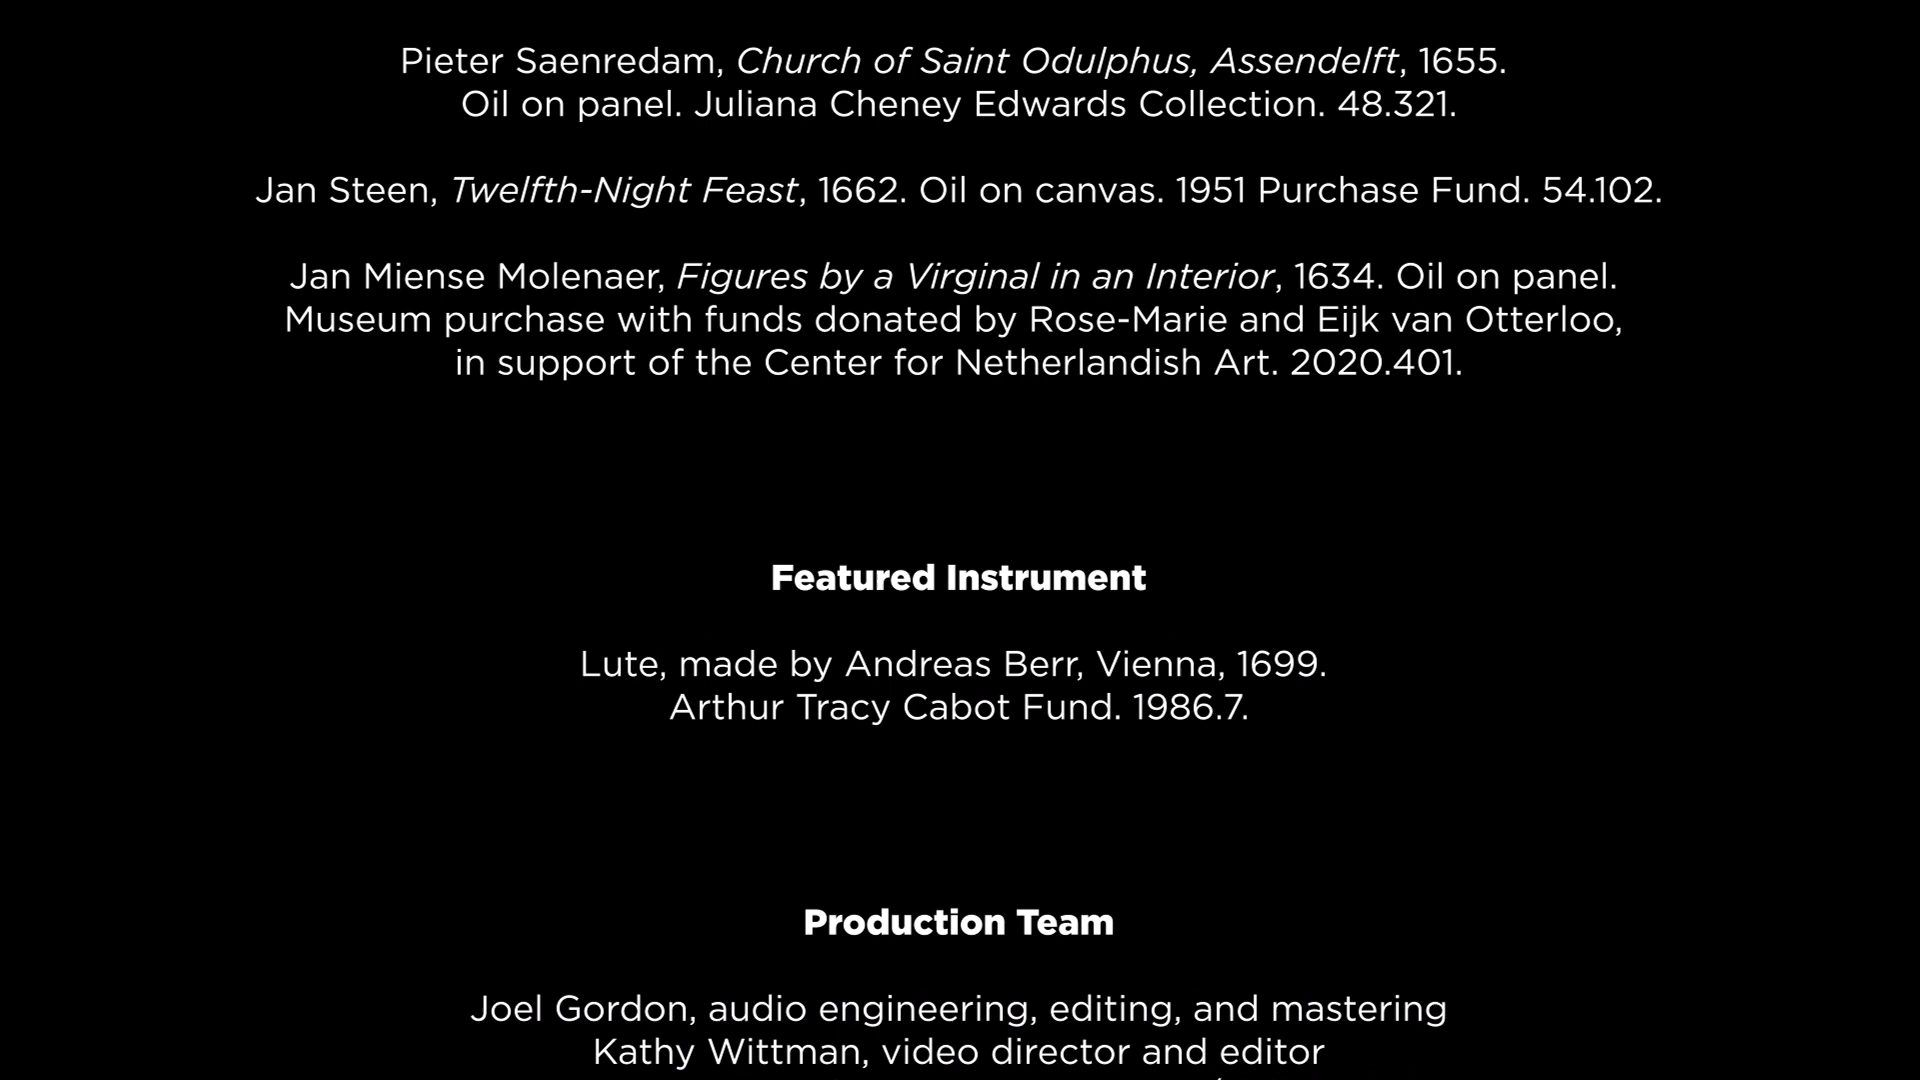 Pieter Saenredam, Church of Saint Odulphus, Assendelft, 1655.
Oil on panel. Juliana Cheney Edwards Collection. 48.321.
Jan Steen, Twelfth-Night Feast, 1662. Oil on canvas. 1951 Purchase Fund. 54.102.
Jan Miense Molenaer, Figures by a Virginal in an Interior, 1634. Oil on panel.
Museum purchase with funds donated by Rose-Marie and Eijk van Otterloo,
in support of the Center for Netherlandish Art. 2020.401.
Featured Instrument
Lute, made by Andreas Berr, Vienna, 1699.
Arthur Tracy Cabot Fund. 1986.7.
Production Team
Joel Gordon, audio engineering, editing, and mastering
Kathy Wittman, video director and editor